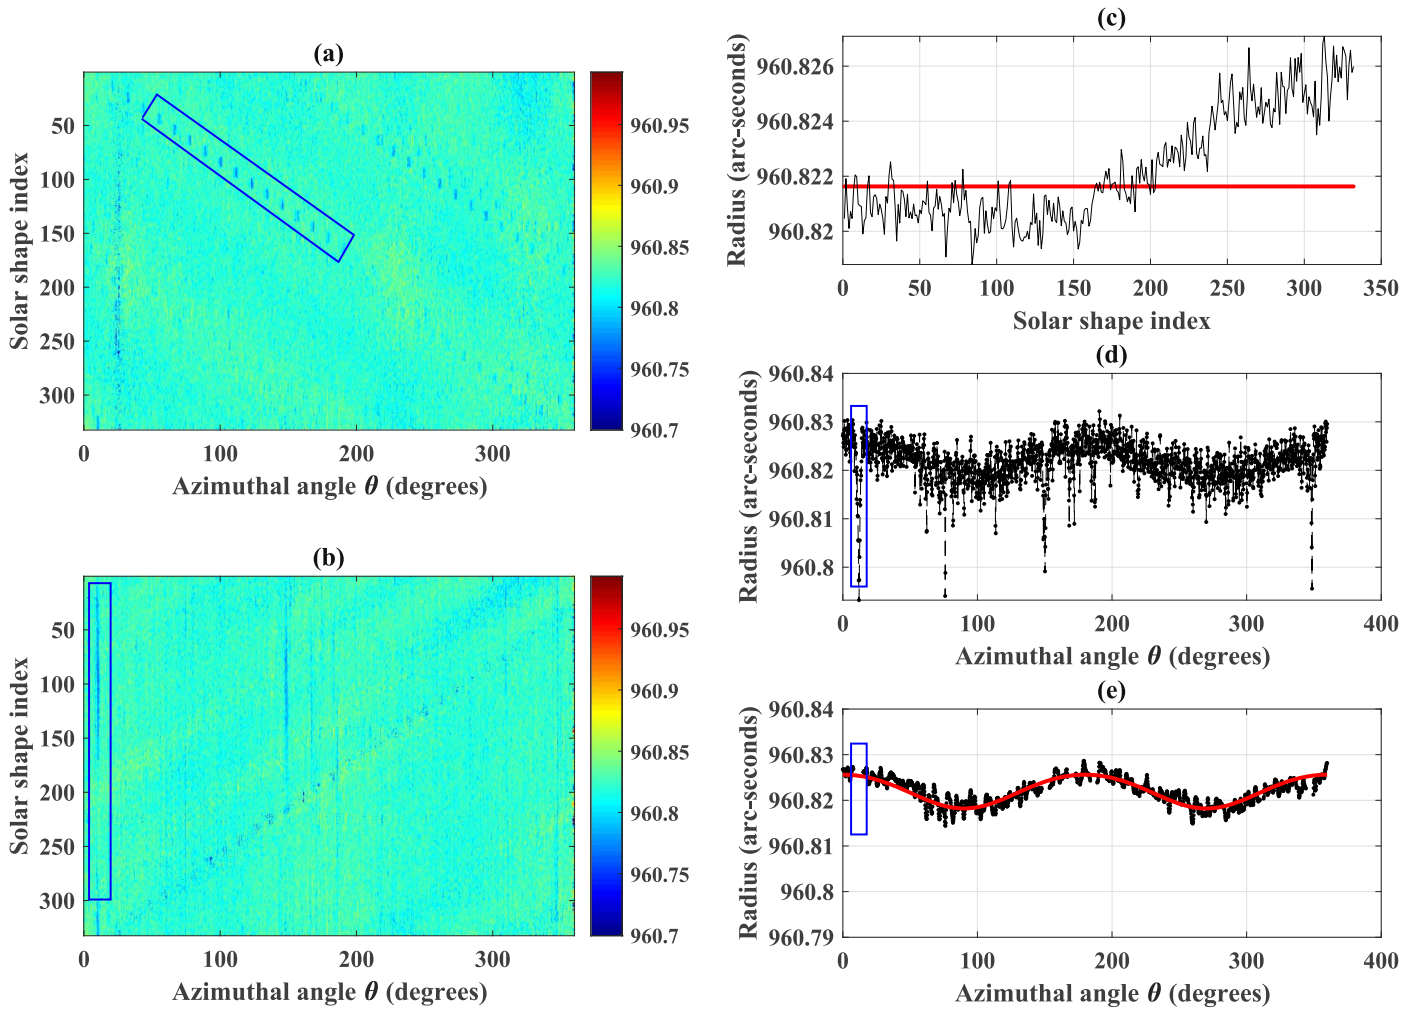 (a)
50
100
150
200
250
300
0 100 200 300
Solar shape index
Azimuthal angle θ (degrees)
960.95
960.9
960.85
960.8
960.75
960.7
(b)
50
100
150
200
250
300
0 100 200 300
Solar shape index
Azimuthal angle θ (degrees)
960.95
960.9
960.85
960.8
960.75
960.7
(c)
960.826
960.824
960.822
960.82
0 50 100 150 200 250 300 350
Radius (arc-seconds)
Solar shape index
(d)
960.84
960.83
960.82
960.81
960.8
0 100 200 300 400
Radius (arc-seconds)
Azimuthal angle θ (degrees)
(e)
960.84
960.83
960.82
960.81
960.8
960.79
0 100 200 300 400
Radius (arc-seconds)
Azimuthal angle θ (degrees)